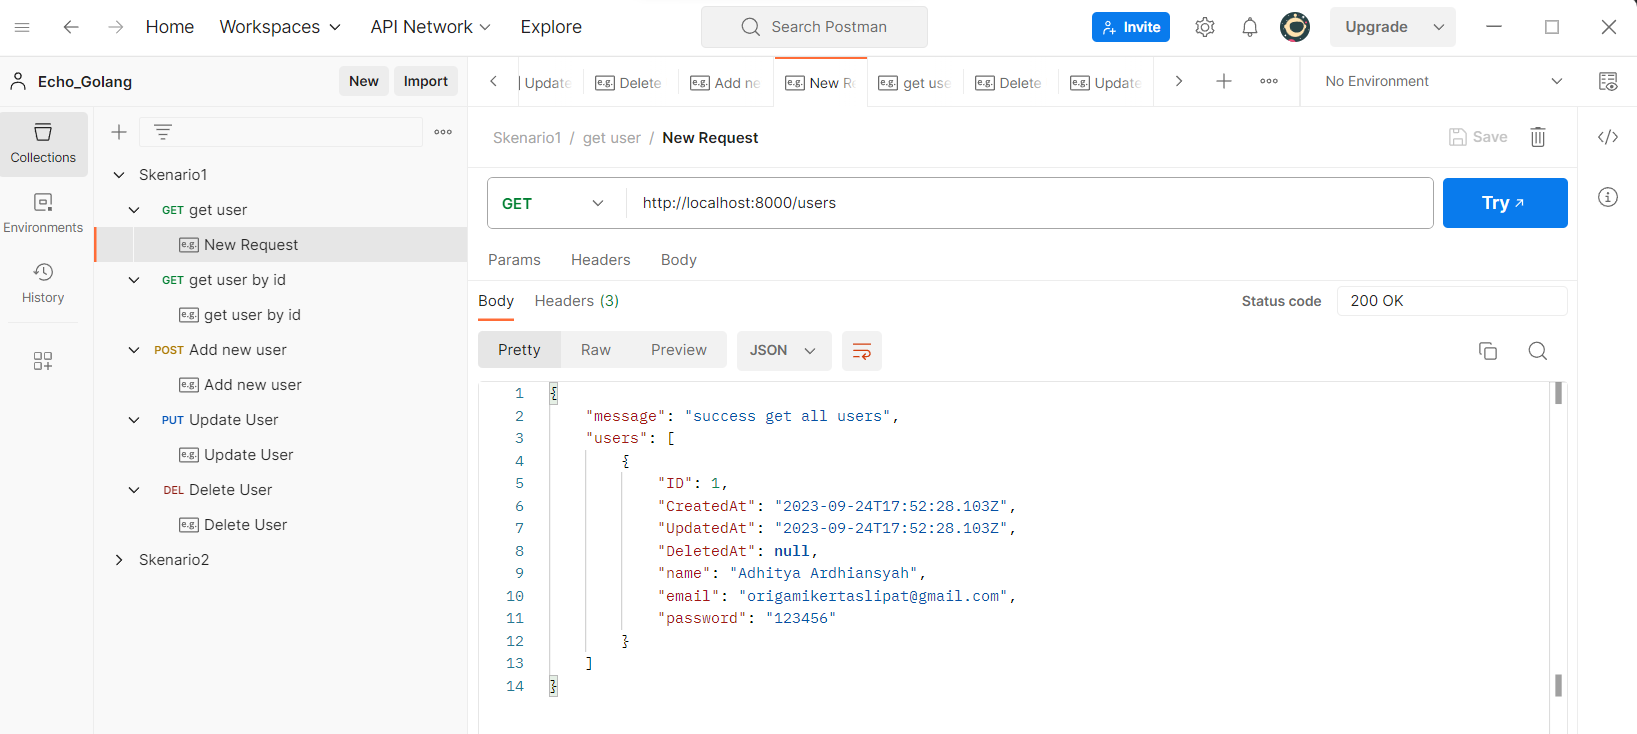 Home Workspaces API Network Explore Search Postman Invite Upgrade
Echo_Golang New Import Update e.g. Delete e.g. Add ne e.g. New R e.g. get use e.g. Delete e.g. Update No Environment
Collections
Environments
History
Skenario1
GET get user
e.g. New Request
GET get user by id
e.g. get user by id
POST Add new user
e.g. Add new user
PUT Update User
e.g. Update User
DEL Delete User
e.g. Delete User
Skenario2
Skenario1 / get user / New Request Save
GET http://localhost:8000/users Try
Params Headers Body
Body Headers (3) Status code 200 OK
Pretty Raw Preview JSON
1 {
2 "message": "success get all users",
3 "users": [
4 {
5 "ID": 1,
6 "CreatedAt": "2023-09-24T17:52:28.103Z",
7 "UpdatedAt": "2023-09-24T17:52:28.103Z",
8 "DeletedAt": null,
9 "name": "Adhitya Ardhiansyah",
10 "email": "origamikertaslipat@gmail.com",
11 "password": "123456"
12 }
13 ]
14 }